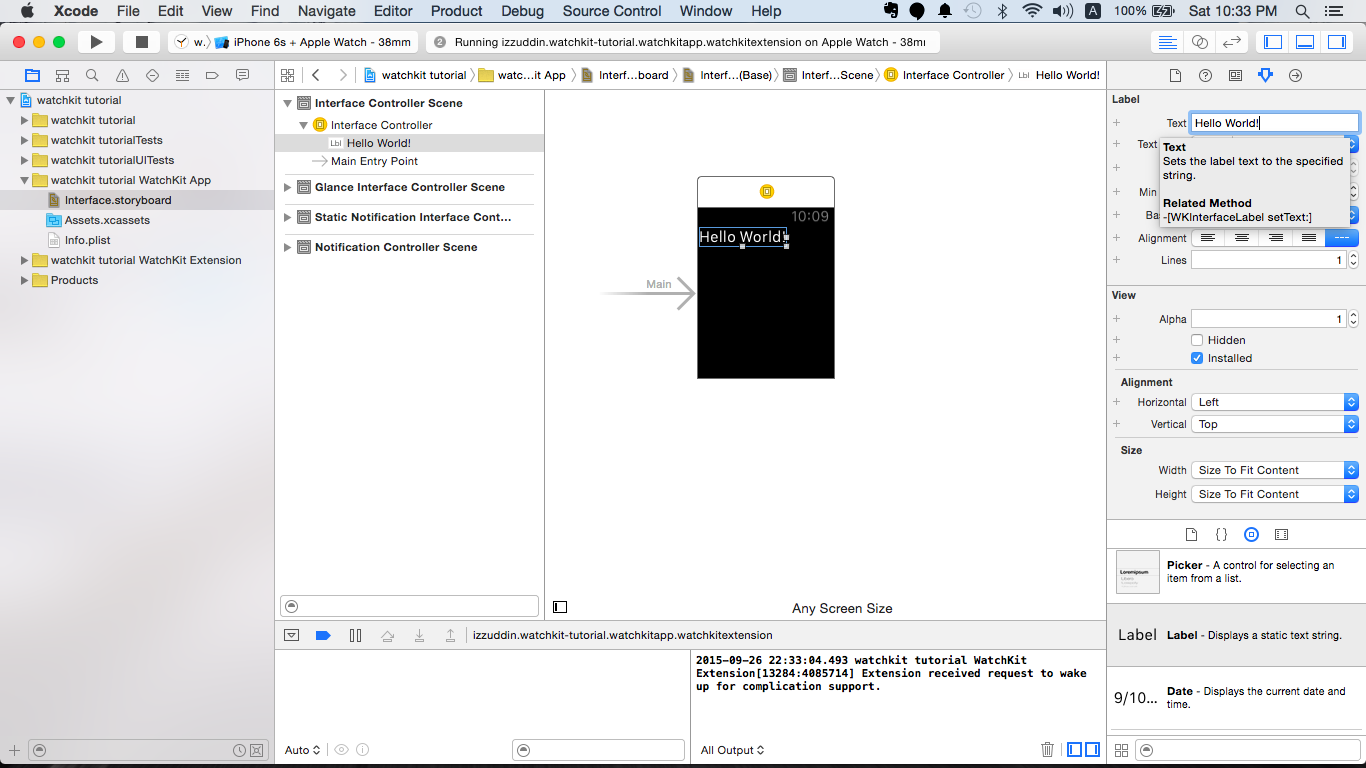 Xcode File Edit View Find Navigate Editor Product Debug Source Control Window Help
A 100% Sat 10:33 PM
w.⟩ iPhone 6s + Apple Watch - 38mm
2 Running izzuddin.watchkit-tutorial.watchkitapp.watchkitextension on Apple Watch - 38m
watchkit tutorial
watchkit tutorial
watchkit tutorialTests
watchkit tutorialUITests
watchkit tutorial WatchKit App
Interface.storyboard
Assets.xcassets
Info.plist
watchkit tutorial WatchKit Extension
Products
watchkit tutorial watc...it App Interf...board Interf...(Base) Interf...Scene Interface Controller Lbl Hello World!
Interface Controller Scene
Interface Controller
Lbl Hello World!
Main Entry Point
Glance Interface Controller Scene
Static Notification Interface Cont...
Notification Controller Scene
10:09
Hello World!
Main
Any Screen Size
izzuddin.watchkit-tutorial.watchkitapp.watchkitextension
2015-09-26 22:33:04.493 watchkit tutorial WatchKit
Extension[13284:4085714] Extension received request to wake
up for complication support.
Auto
All Output
Label
+ Text Hello World!
+ Text
Text
Sets the label text to the specified
string.
Related Method
-[WKInterfaceLabel setText:]
+
+ Min
+ Bas
+ Alignment
+ Lines 1
View
+ Alpha 1
+ Hidden
+ Installed
Alignment
+ Horizontal Left
+ Vertical Top
Size
Width Size To Fit Content
Height Size To Fit Content
{}
Picker - A control for selecting an
item from a list.
Label Label - Displays a static text string.
9/10... Date - Displays the current date and
time.